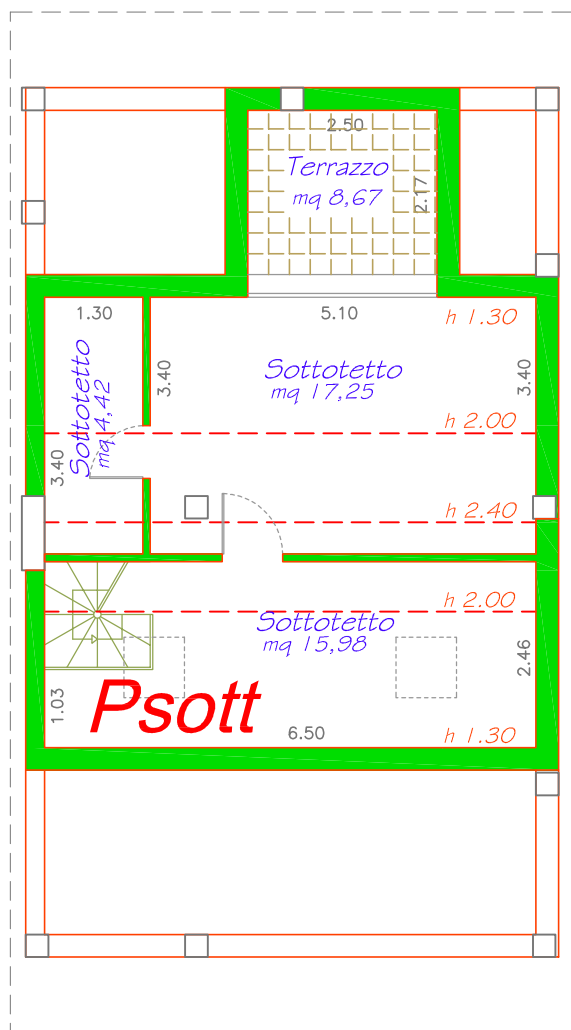 2.50
Terrazzo
mq 8,67
2.17
1.30
5.10
h 1.30
Sottotetto
mq 4,42
3.40
3.40
Sottotetto
mq 17,25
3.40
h 2.00
h 2.40
h 2.00
Sottotetto
mq 15,98
2.46
1.03
Psott
6.50
h 1.30